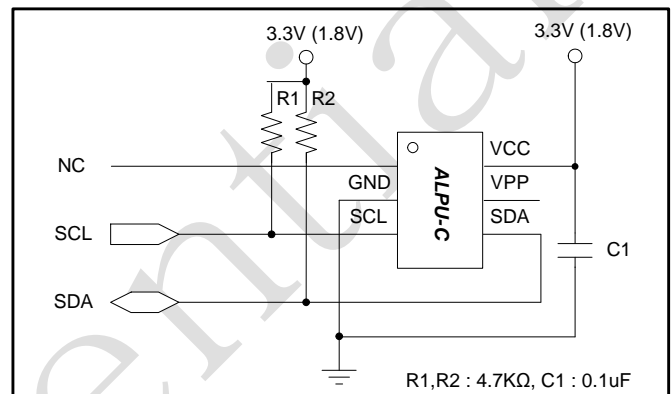 3.3V (1.8V) 3.3V (1.8V)
R1 R2
NC
VCC
GND
VPP
SCL
SCL
SDA
ALPU-C
C1
SDA
R1,R2 : 4.7KΩ, C1 : 0.1uF